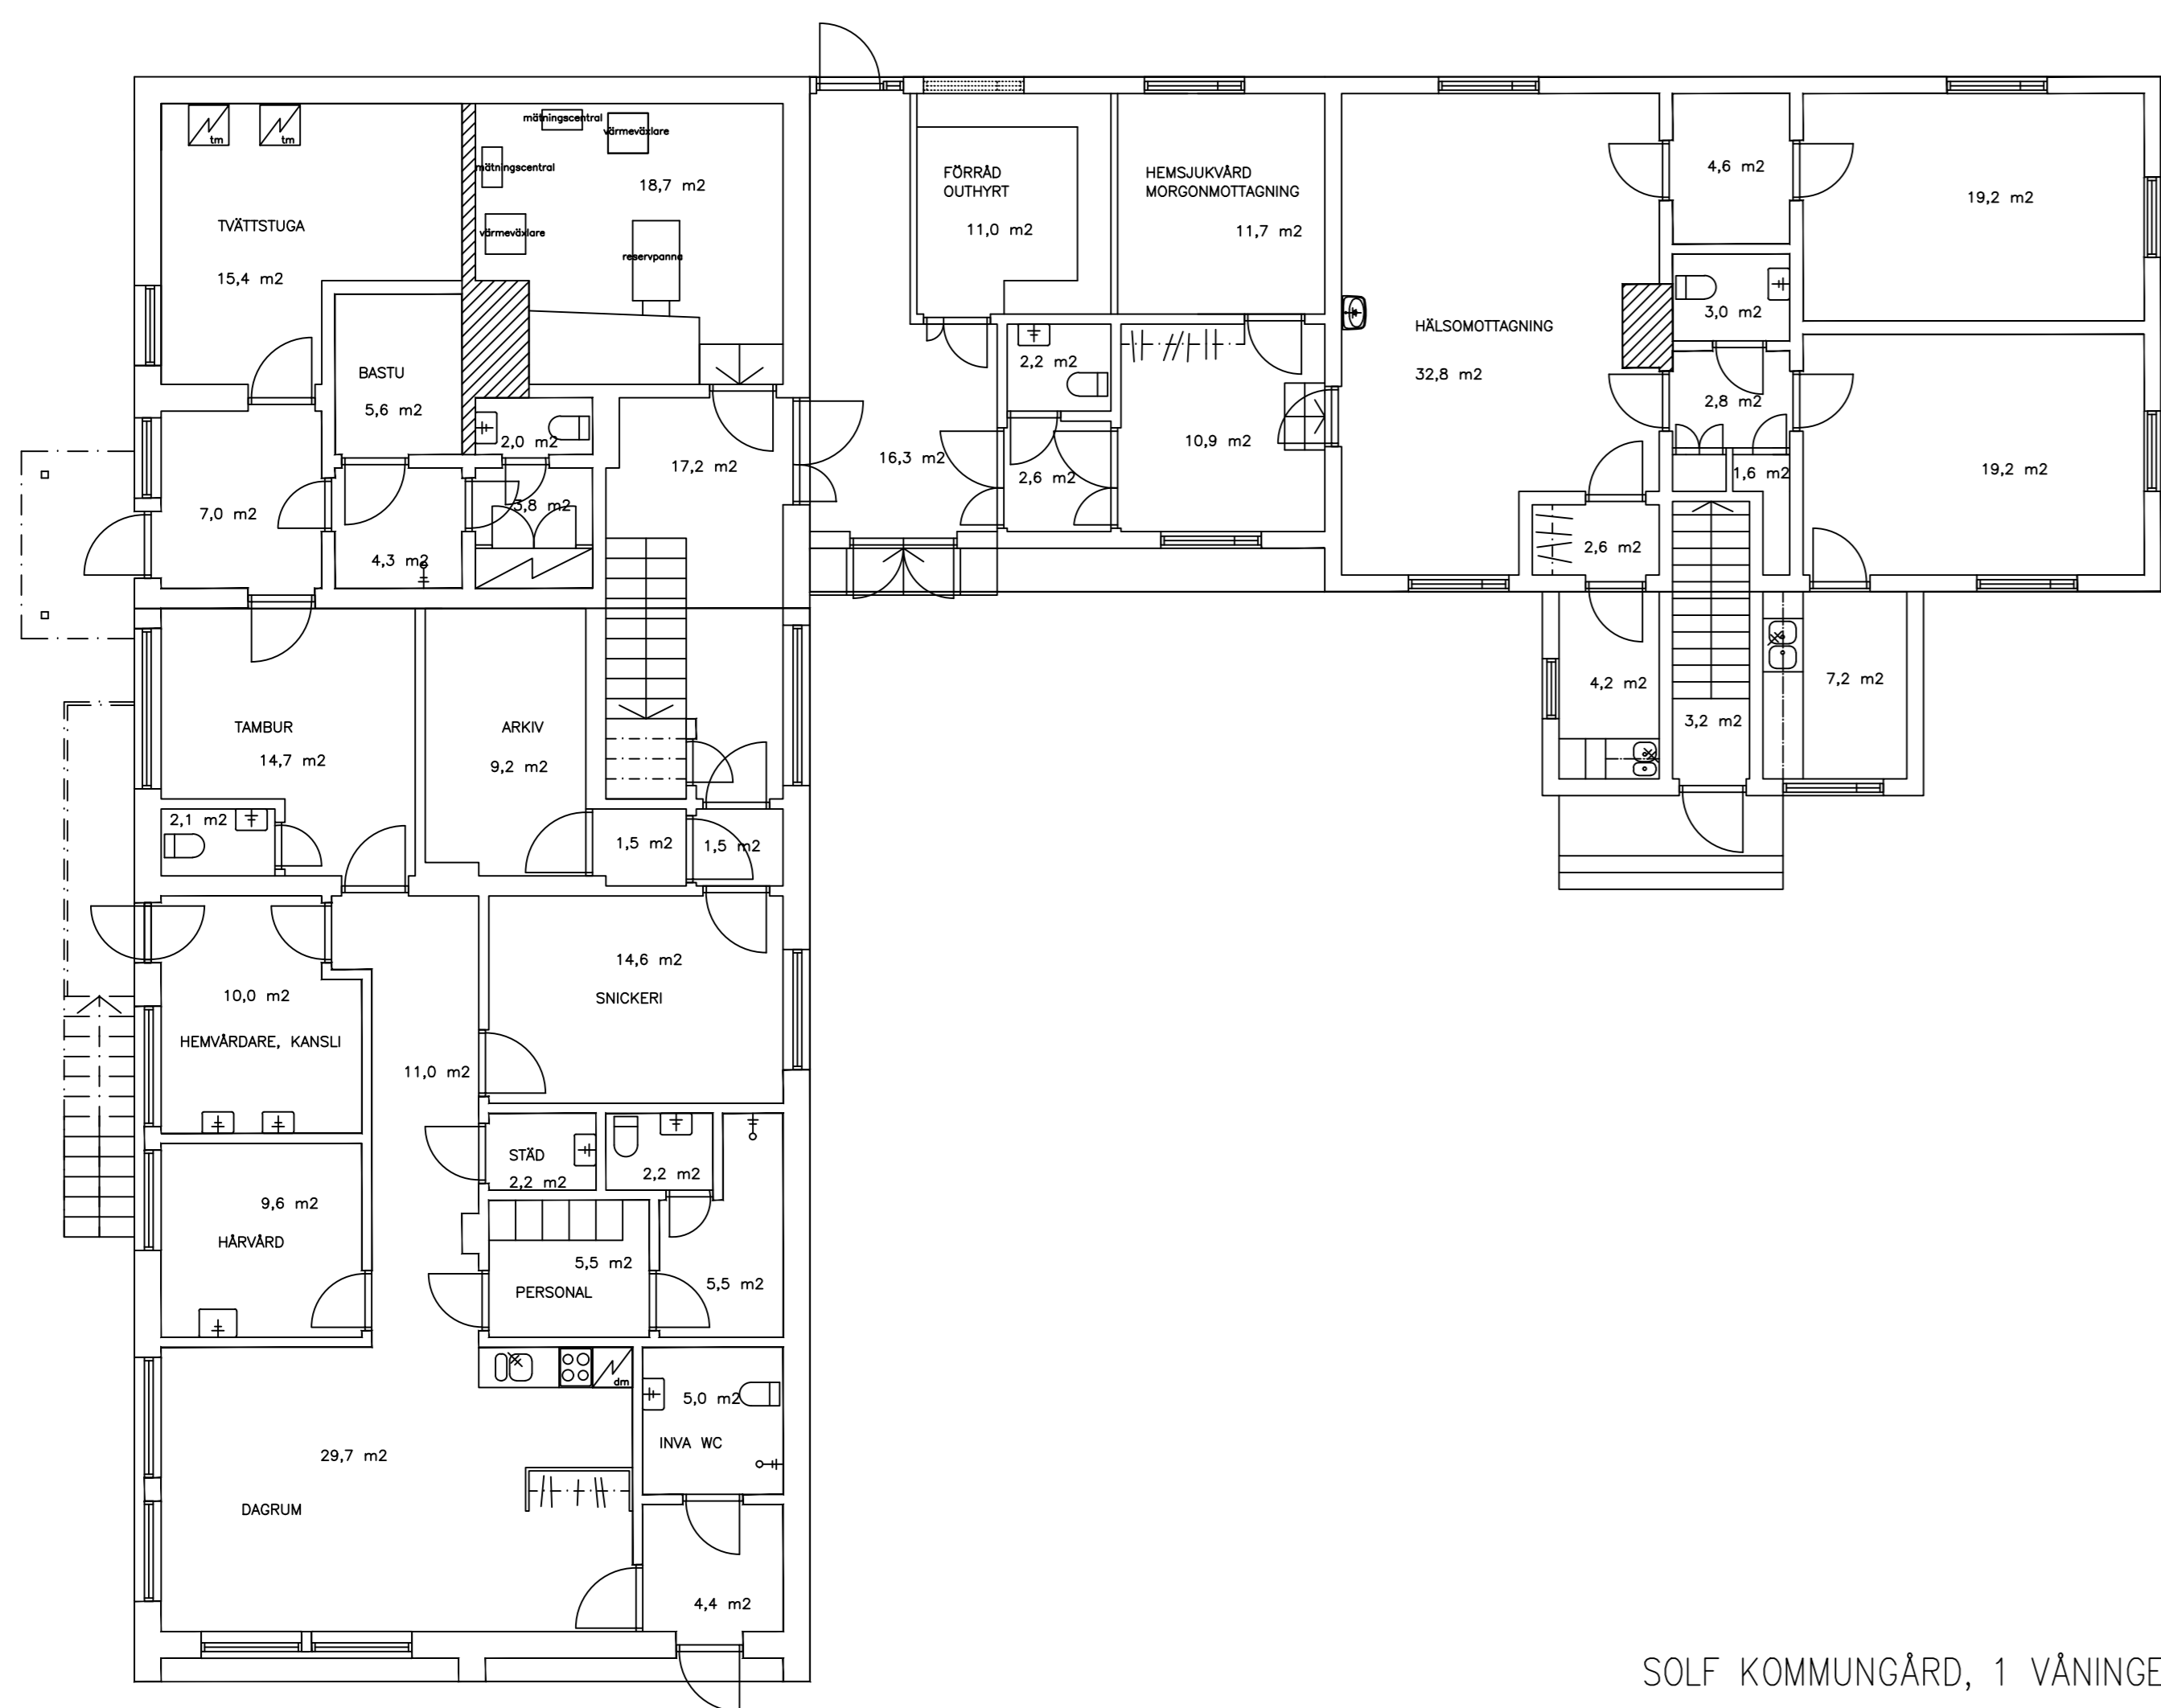 mätningscentral
värmeväxlare
tm
tm
mätningscentral
18,7 m2
TVÄTTSTUGA
15,4 m2
värmeväxlare
reservpanna
BASTU
5,6 m2
2,0 m2
17,2 m2
7,0 m2
3,8 m2
4,3 m2
FÖRRÅD
OUTHYRT
11,0 m2
HEMSJUKVÅRD
MORGONMOTTAGNING
11,7 m2
2,2 m2
16,3 m2
2,6 m2
10,9 m2
HÄLSOMOTTAGNING
32,8 m2
4,6 m2
19,2 m2
3,0 m2
2,8 m2
1,6 m2
19,2 m2
2,6 m2
4,2 m2
3,2 m2
7,2 m2
TAMBUR
14,7 m2
ARKIV
9,2 m2
2,1 m2
1,5 m2
1,5 m2
14,6 m2
SNICKERI
10,0 m2
HEMVÅRDARE, KANSLI
11,0 m2
STÄD
2,2 m2
2,2 m2
9,6 m2
HÅRVÅRD
5,5 m2
PERSONAL
5,5 m2
dm
5,0 m2
INVA WC
29,7 m2
DAGRUM
4,4 m2
SOLF KOMMUNGÅRD, 1 VÅNINGE